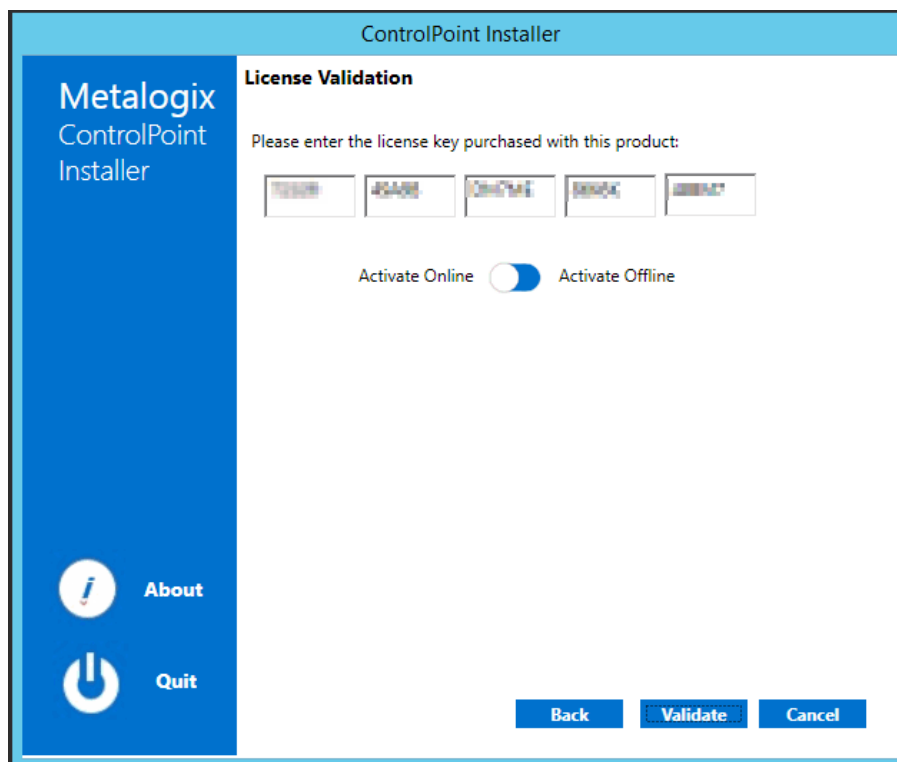 ControlPoint Installer
Metalogix
ControlPoint
Installer
License Validation
Please enter the license key purchased with this product:
Activate Online
Activate Offline
About
Quit
Back
Validate
Cancel